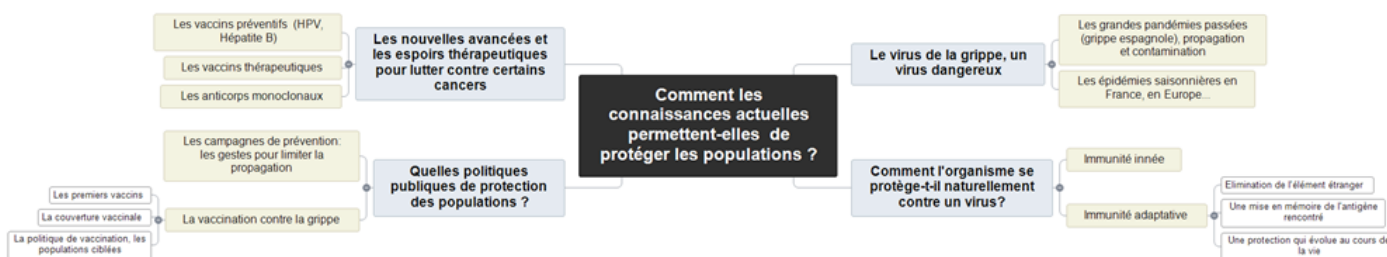 Comment les
connaissances actuelles
permettent-elles de
protéger les populations ?
Le virus de la grippe, un
virus dangereux
Les grandes pandémies passées
(grippe espagnole), propagation
et contamination
Les épidémies saisonnières en
France, en Europe...
Comment l'organisme se
protège-t-il naturellement
contre un virus?
Immunité innée
Immunité adaptative
Elimination de l'élément étranger
Une mise en mémoire de l'antigène
rencontré
Une protection qui évolue au cours de
la vie
Les nouvelles avancées et
les espoirs thérapeutiques
pour lutter contre certains
cancers
Les vaccins préventifs (HPV,
Hépatite B)
Les vaccins thérapeutiques
Les anticorps monoclonaux
Quelles politiques
publiques de protection
des populations ?
Les campagnes de prévention:
les gestes pour limiter la
propagation
La vaccination contre la grippe
Les premiers vaccins
La couverture vaccinale
La politique de vaccination, les
populations ciblées